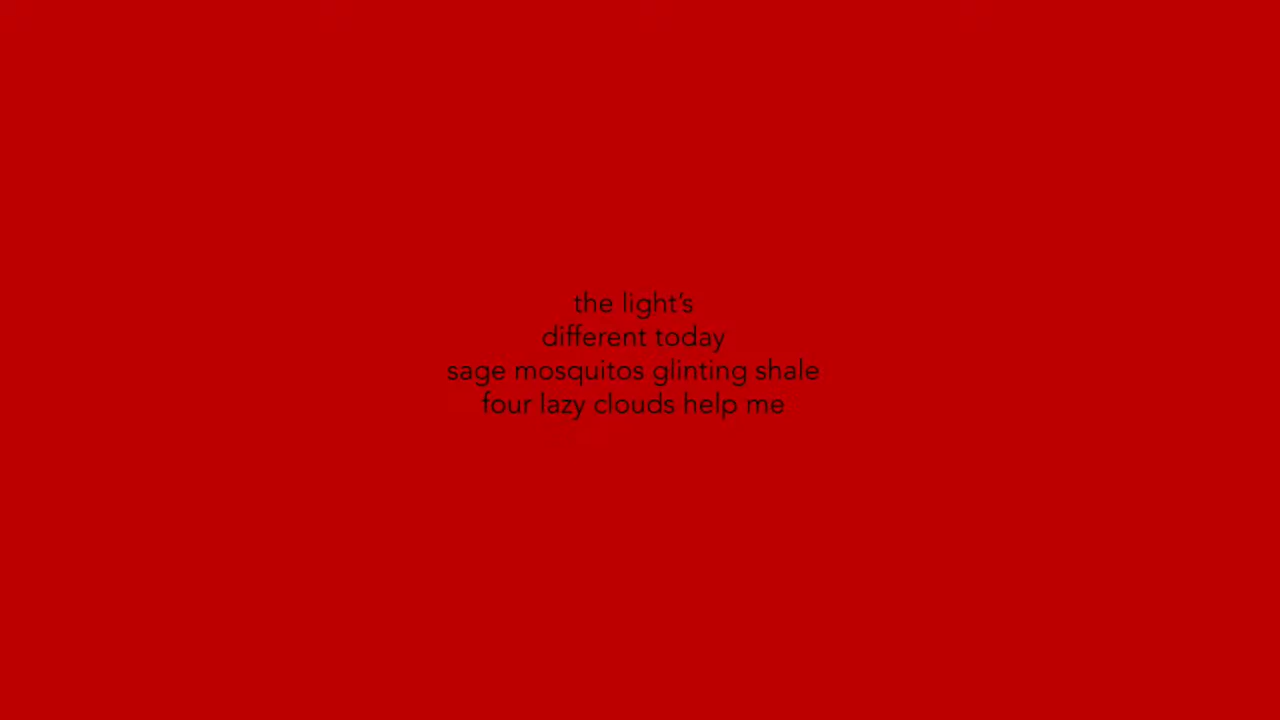 the light’s
different today
sage mosquitos glinting shale
four lazy clouds help me